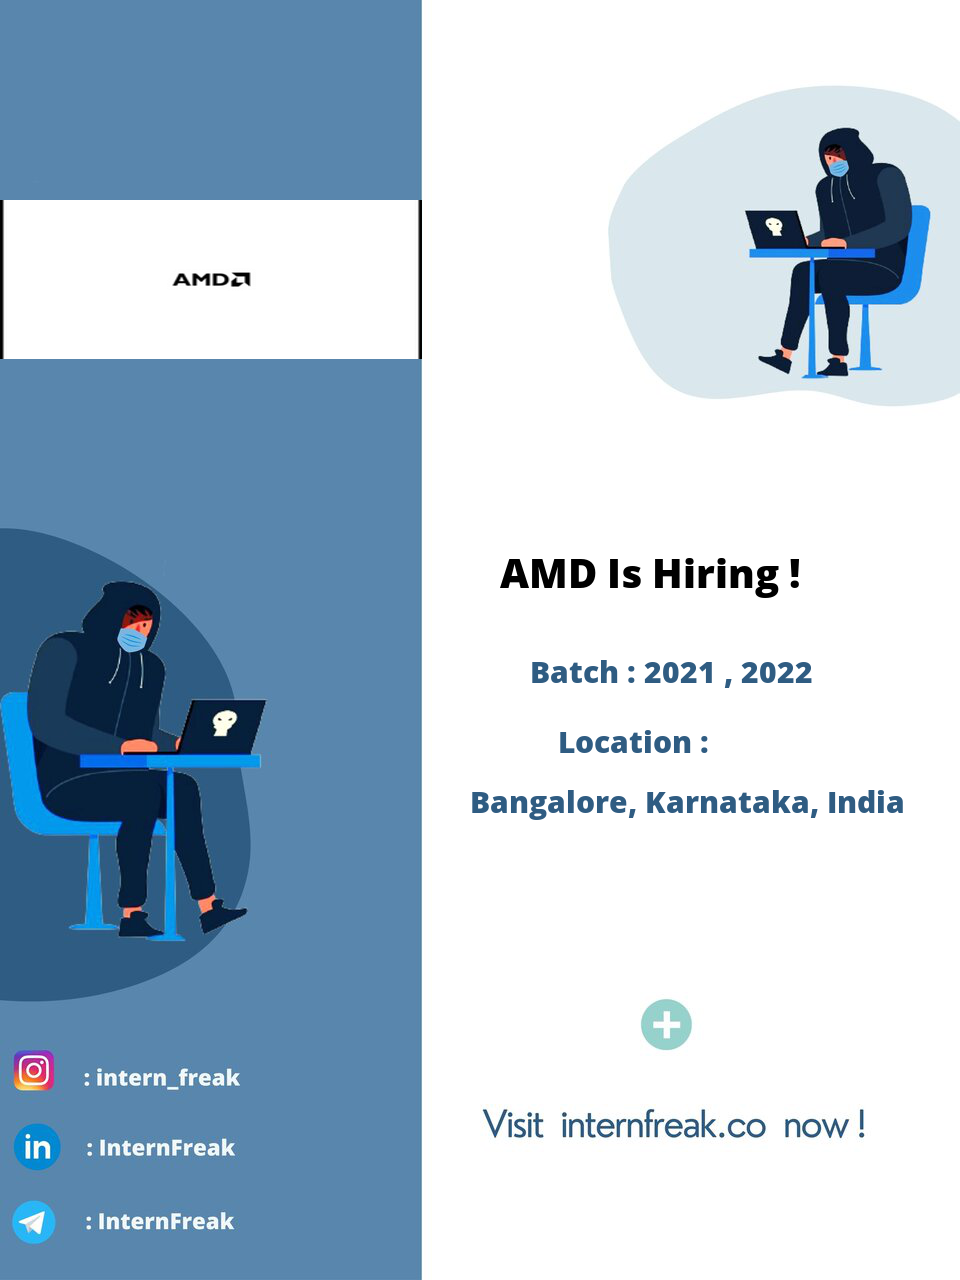 AMD
AMD Is Hiring !
Batch : 2021 , 2022
Location :
Bangalore, Karnataka, India
: intern_freak
in : InternFreak
: InternFreak
Visit internfreak.co now !